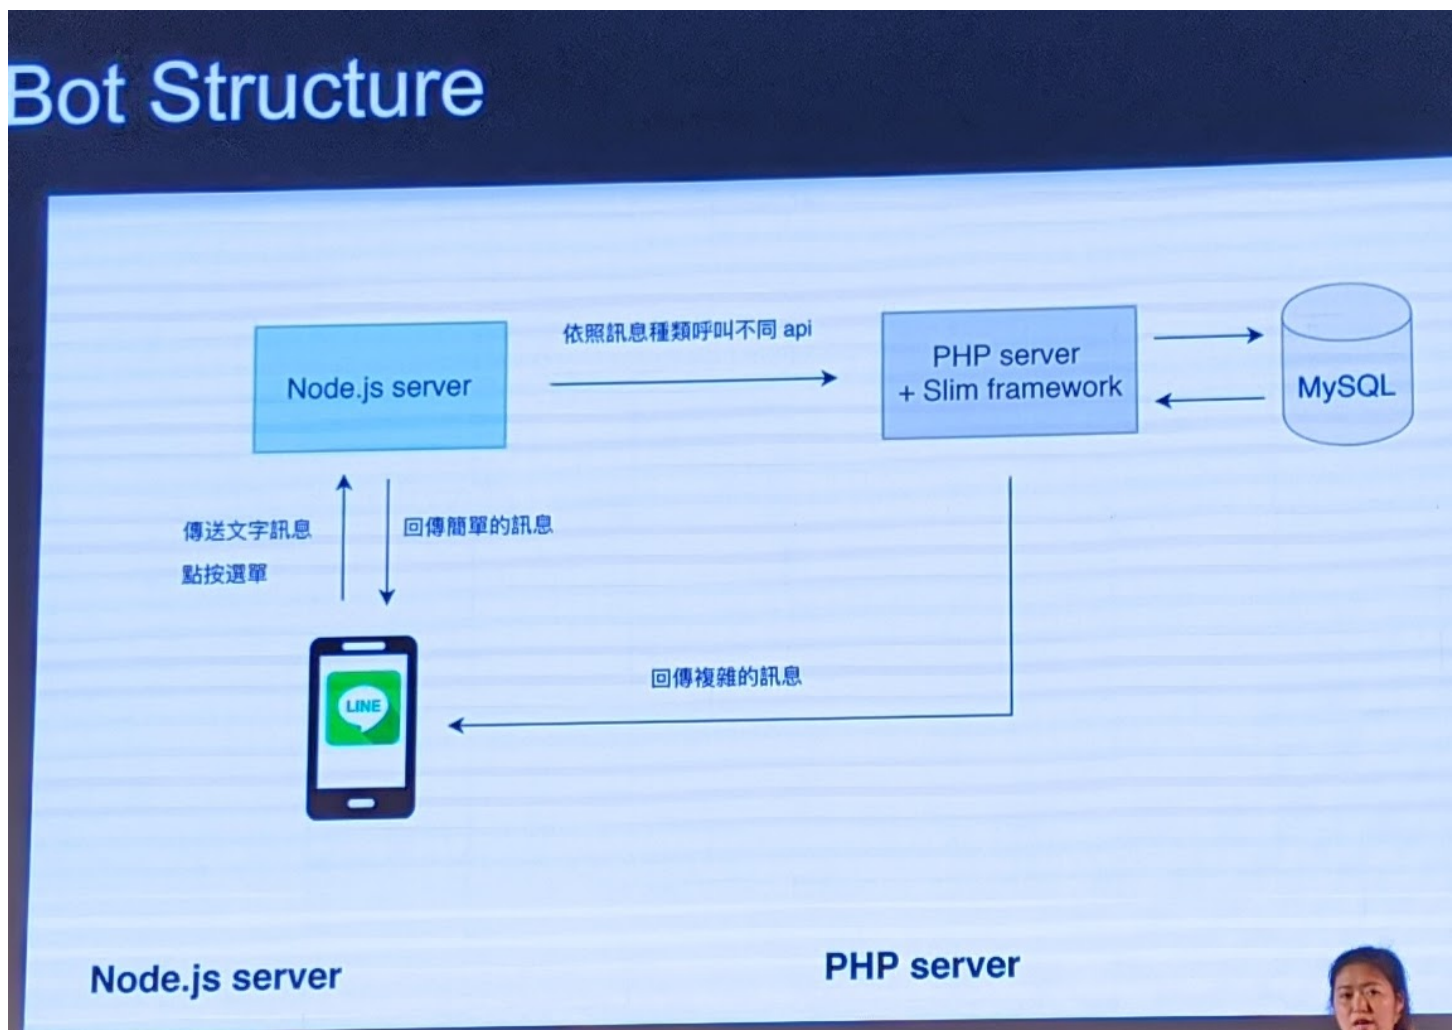 Bot Structure
依照訊息種類呼叫不同 api
Node.js server
PHP server
+ Slim framework
MySQL
傳送文字訊息
點按選單
回傳簡單的訊息
回傳複雜的訊息
LINE
Node.js server
PHP server